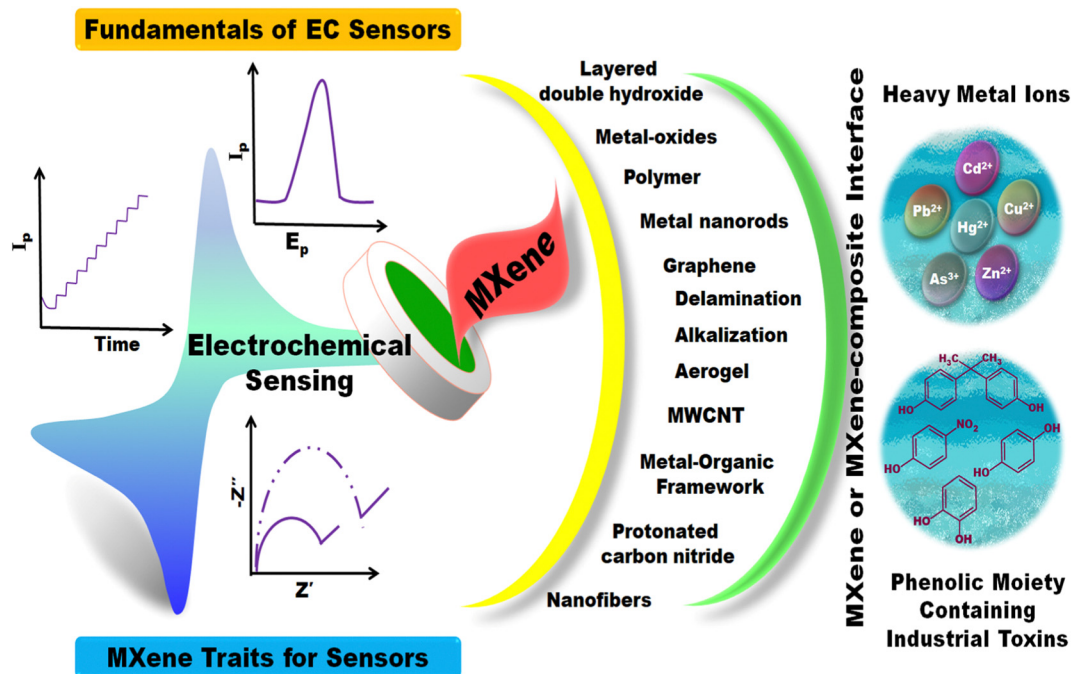 Fundamentals of EC Sensors
Iₚ
Eₚ
Iₚ
Time
Electrochemical
Sensing
MXene
-Z''
Z'
MXene Traits for Sensors
Layered
double hydroxide
Metal-oxides
Polymer
Metal nanorods
Graphene
Delamination
Alkalization
Aerogel
MWCNT
Metal-Organic
Framework
Protonated
carbon nitride
Nanofibers
MXene or MXene-composite Interface
Heavy Metal Ions
Cd²⁺
Pb²⁺
Cu²⁺
Hg²⁺
As³⁺
Zn²⁺
H₃C
CH₃
HO
OH
NO₂
HO
OH
HO
HO
OH
Phenolic Moiety
Containing
Industrial Toxins